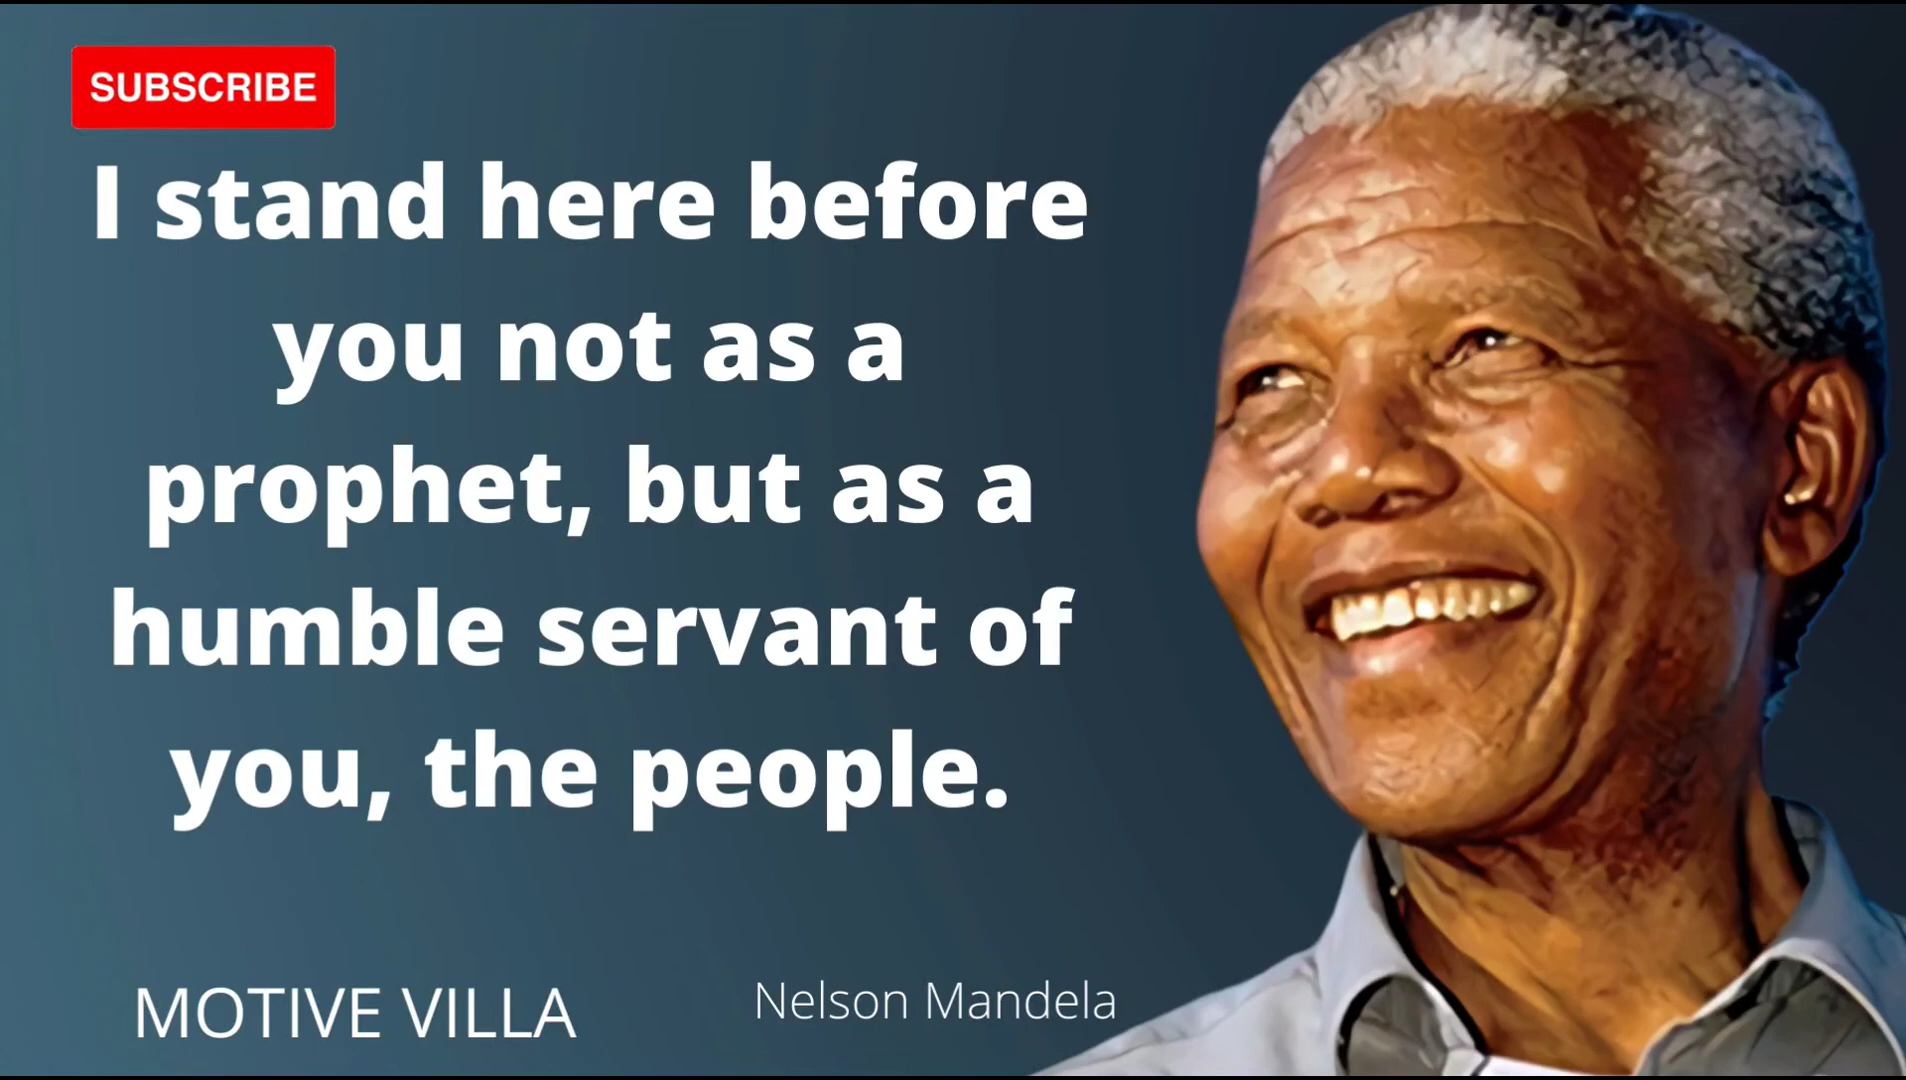 SUBSCRIBE
I stand here before
you not as a
prophet, but as a
humble servant of
you, the people.
MOTIVE VILLA
Nelson Mandela